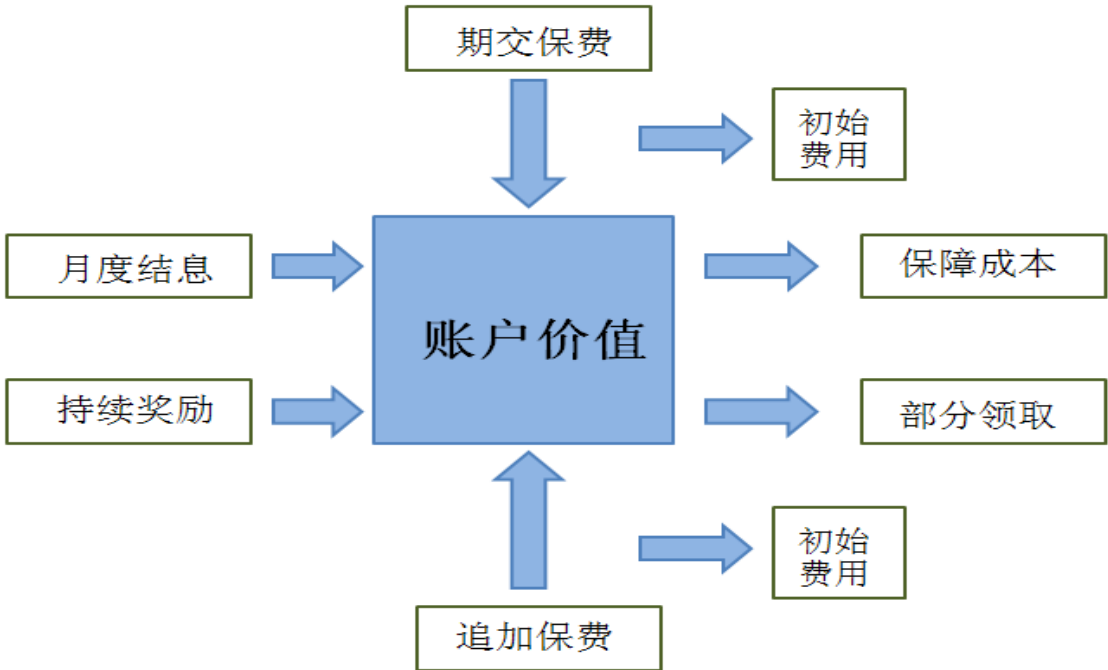 期交保费
初始
费用
月度结息
保障成本
账户价值
持续奖励
部分领取
初始
费用
追加保费